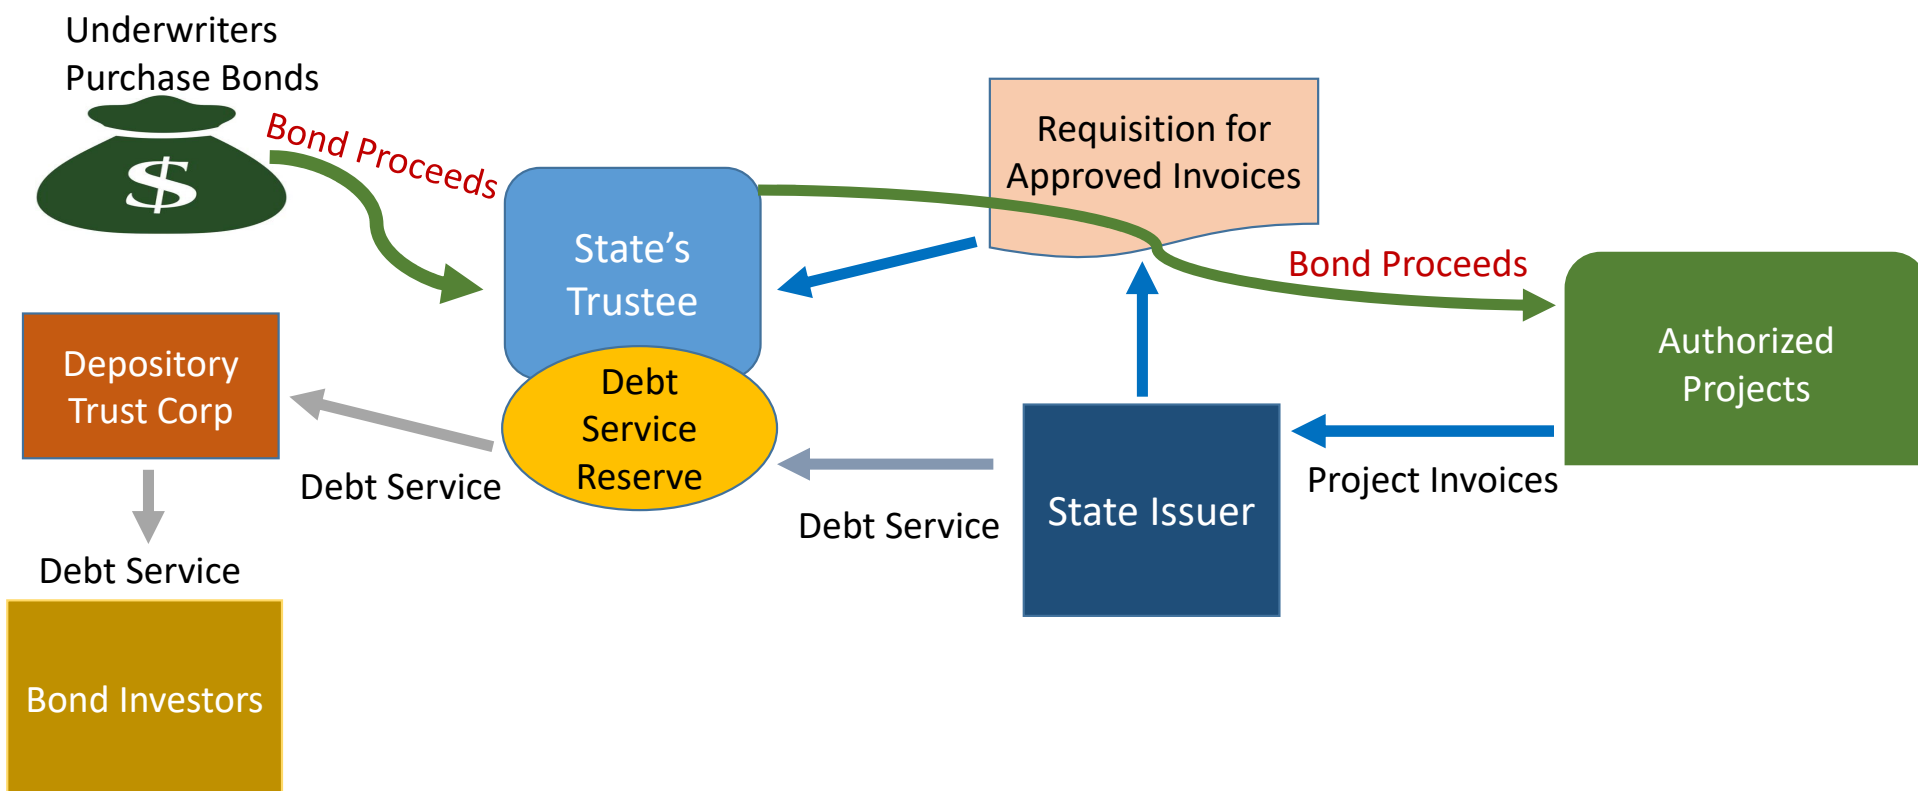 Underwriters
Purchase Bonds
$
Bond Proceeds
State's
Trustee
Requisition for
Approved Invoices
Bond Proceeds
Authorized
Projects
Depository
Trust Corp
Debt
Service
Reserve
Debt Service
Debt Service
State Issuer
Project Invoices
Debt Service
Bond Investors